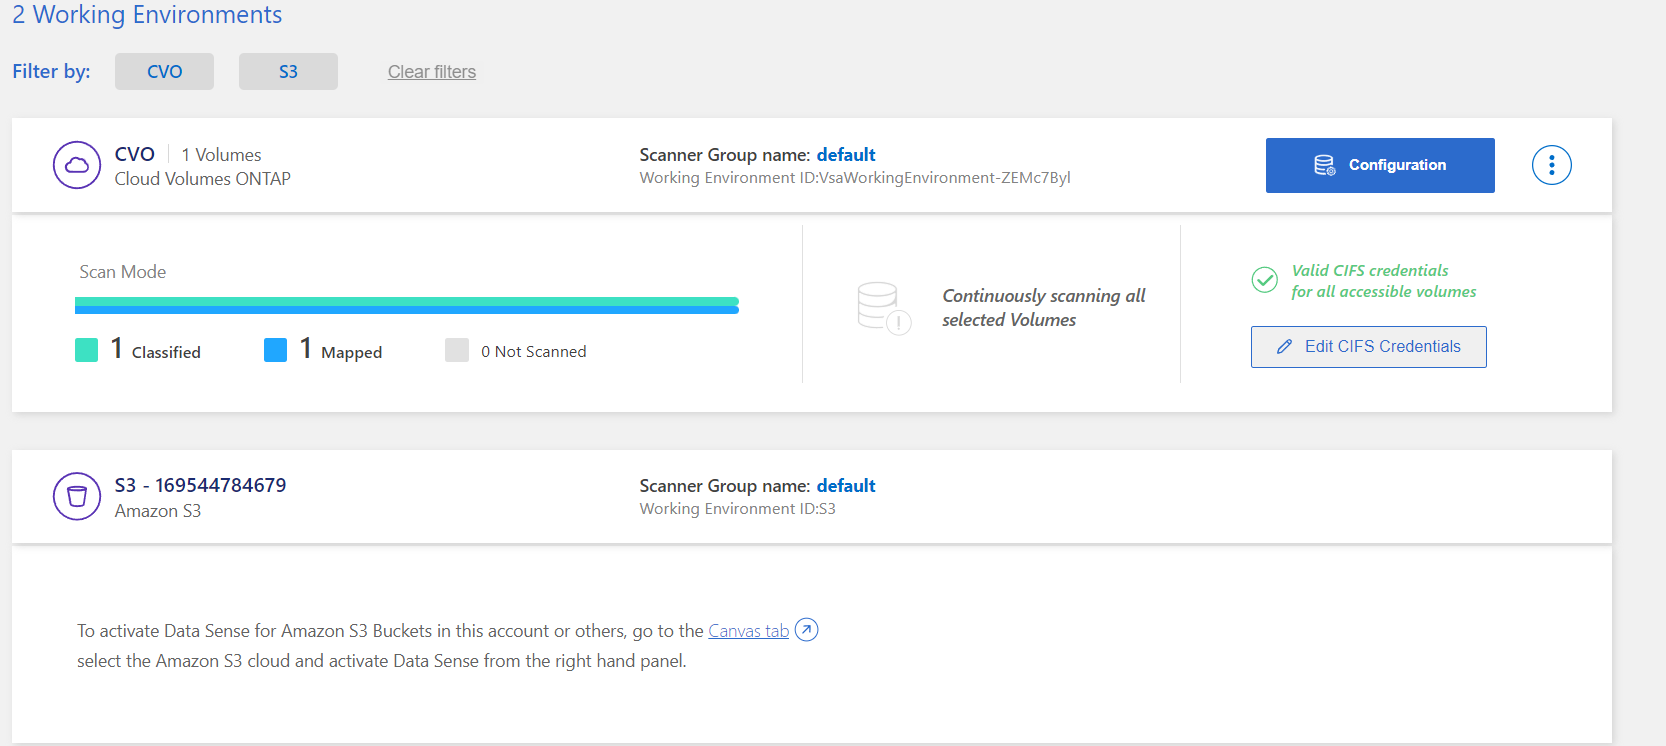 2 Working Environments
Filter by: CVO S3 Clear filters
CVO 1 Volumes
Cloud Volumes ONTAP
Scanner Group name: default
Working Environment ID:VsaWorkingEnvironment-ZEMc7Byl
Configuration
Scan Mode
1 Classified 1 Mapped 0 Not Scanned
Continuously scanning all
selected Volumes
Valid CIFS credentials
for all accessible volumes
Edit CIFS Credentials
S3 - 169544784679
Amazon S3
Scanner Group name: default
Working Environment ID:S3
To activate Data Sense for Amazon S3 Buckets in this account or others, go to the Canvas tab
select the Amazon S3 cloud and activate Data Sense from the right hand panel.